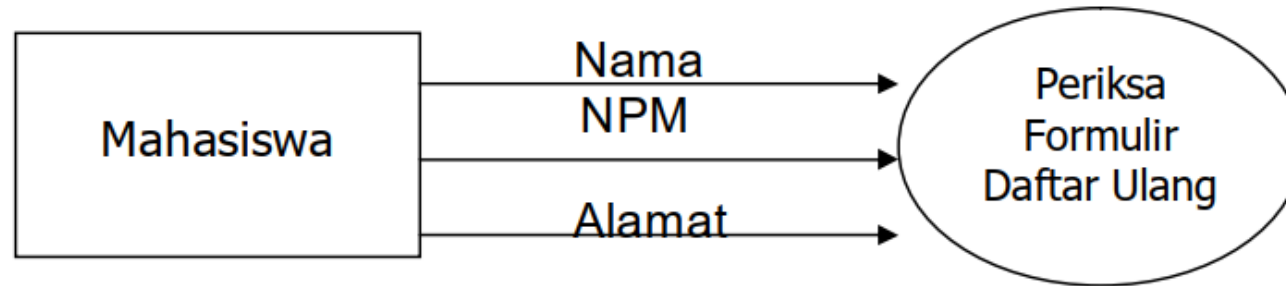 Mahasiswa
Nama
NPM
Alamat
Periksa
Formulir
Daftar Ulang